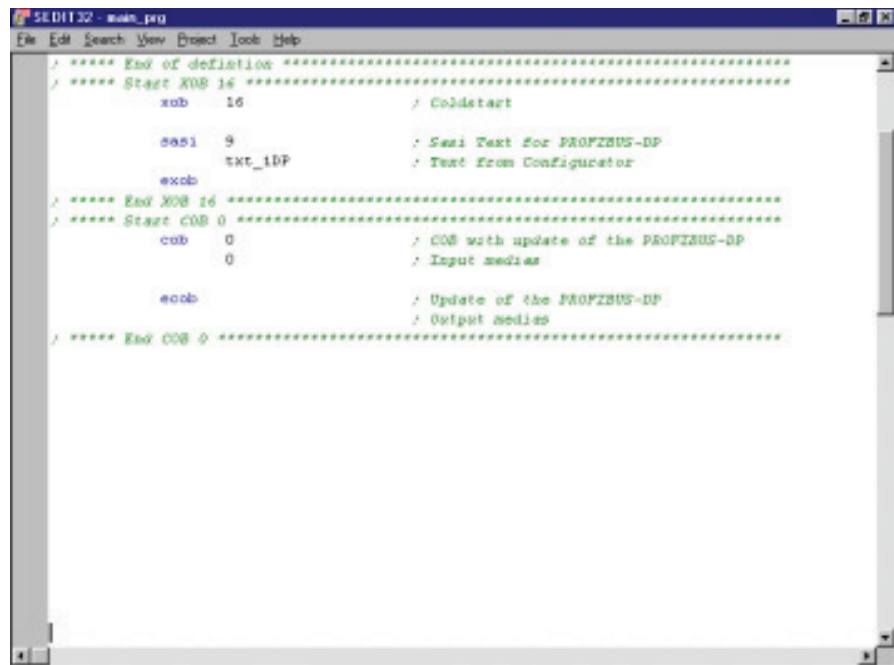 SEDIT32 - main_prg
File Edit Search View Project Tools Help
; ***** End of defintion *******************************************************
; ***** Start XOB 16 ***********************************************************
xob 16 ; Coldstart
sasi 9 ; Sasi Text for PROFIBUS-DP
txt_iDP ; Text from Configurator
exob
; ***** End XOB 16 *************************************************************
; ***** Start COB 0 ************************************************************
cob 0 ; COB with update of the PROFIBUS-DP
0 ; Input medias
ecob ; Update of the PROFIBUS-DP
; Output medias
; ***** End COB 0 **************************************************************